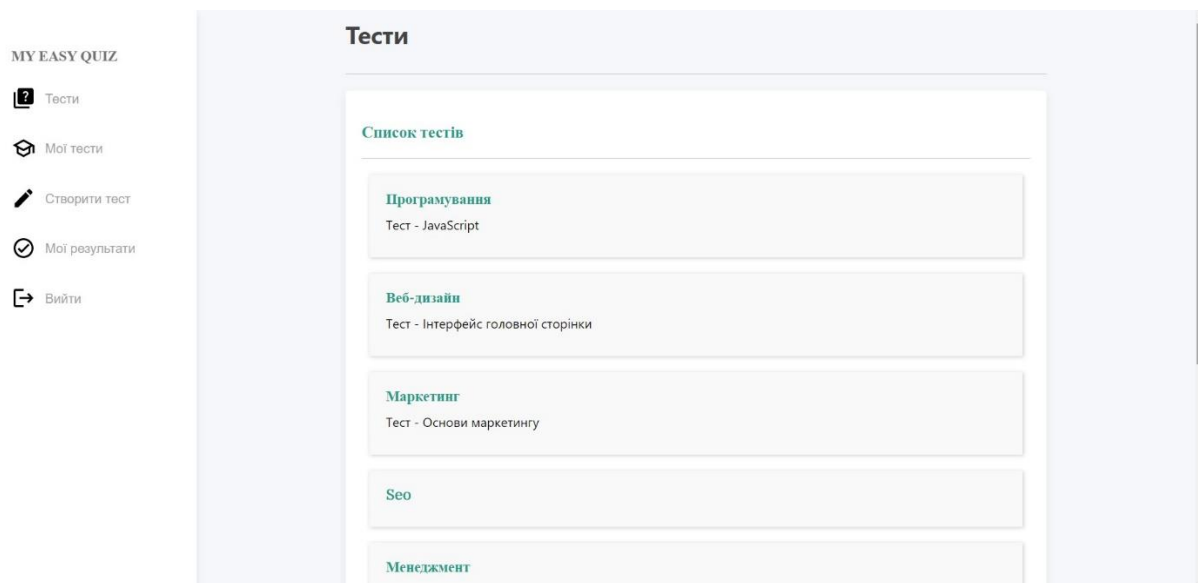 MY EASY QUIZ
Тести
Мої тести
Створити тест
Мої результати
Вийти
Тести
Список тестів
Програмування
Тест - JavaScript
Веб-дизайн
Тест - Інтерфейс головної сторінки
Маркетинг
Тест - Основи маркетингу
Seo
Менеджмент